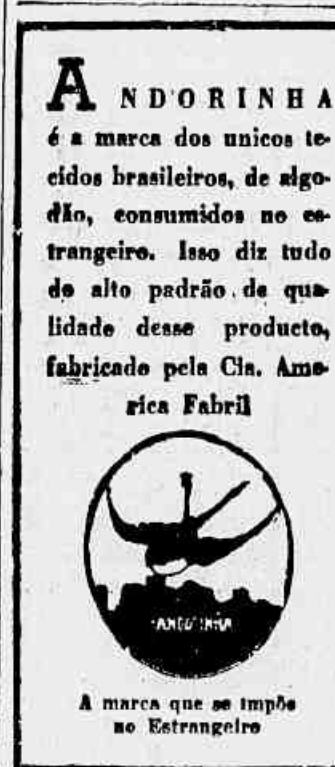 ANDORINHA
é a marca dos unicos te-
cidos brasileiros, de algo-
dão, consumidos no es-
trangeiro. Isso diz tudo
do alto padrão de qua-
lidade desse producto,
fabricado pela Cia. Ame-
rica Fabril
ANDORINHA
A marca que se impõe
no Estrangeiro